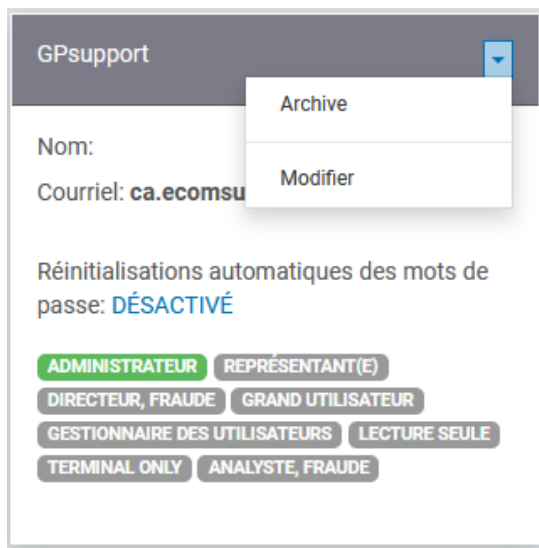 GPsupport
Archive
Modifier
Nom:
Courriel: ca.ecomsu
Réinitialisations automatiques des mots de
passe: DÉSACTIVÉ
ADMINISTRATEUR REPRÉSENTANT(E)
DIRECTEUR, FRAUDE GRAND UTILISATEUR
GESTIONNAIRE DES UTILISATEURS LECTURE SEULE
TERMINAL ONLY ANALYSTE, FRAUDE